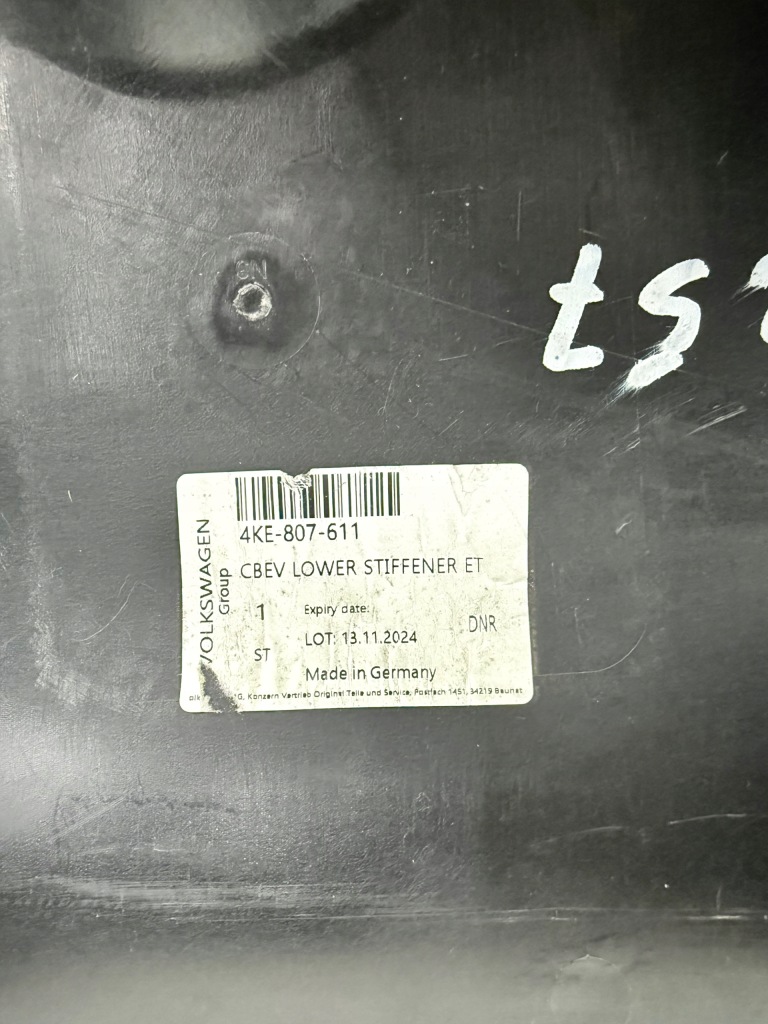 VOLKSWAGEN
Group
4KE-807-611
CBEV LOWER STIFFENER ET
1
ST
Expiry date:
LOT: 13.11.2024
DNR
Made in Germany
G, Konzern Vertrieb Original Teile und Service, Postfach 1451, 34219 Baunat